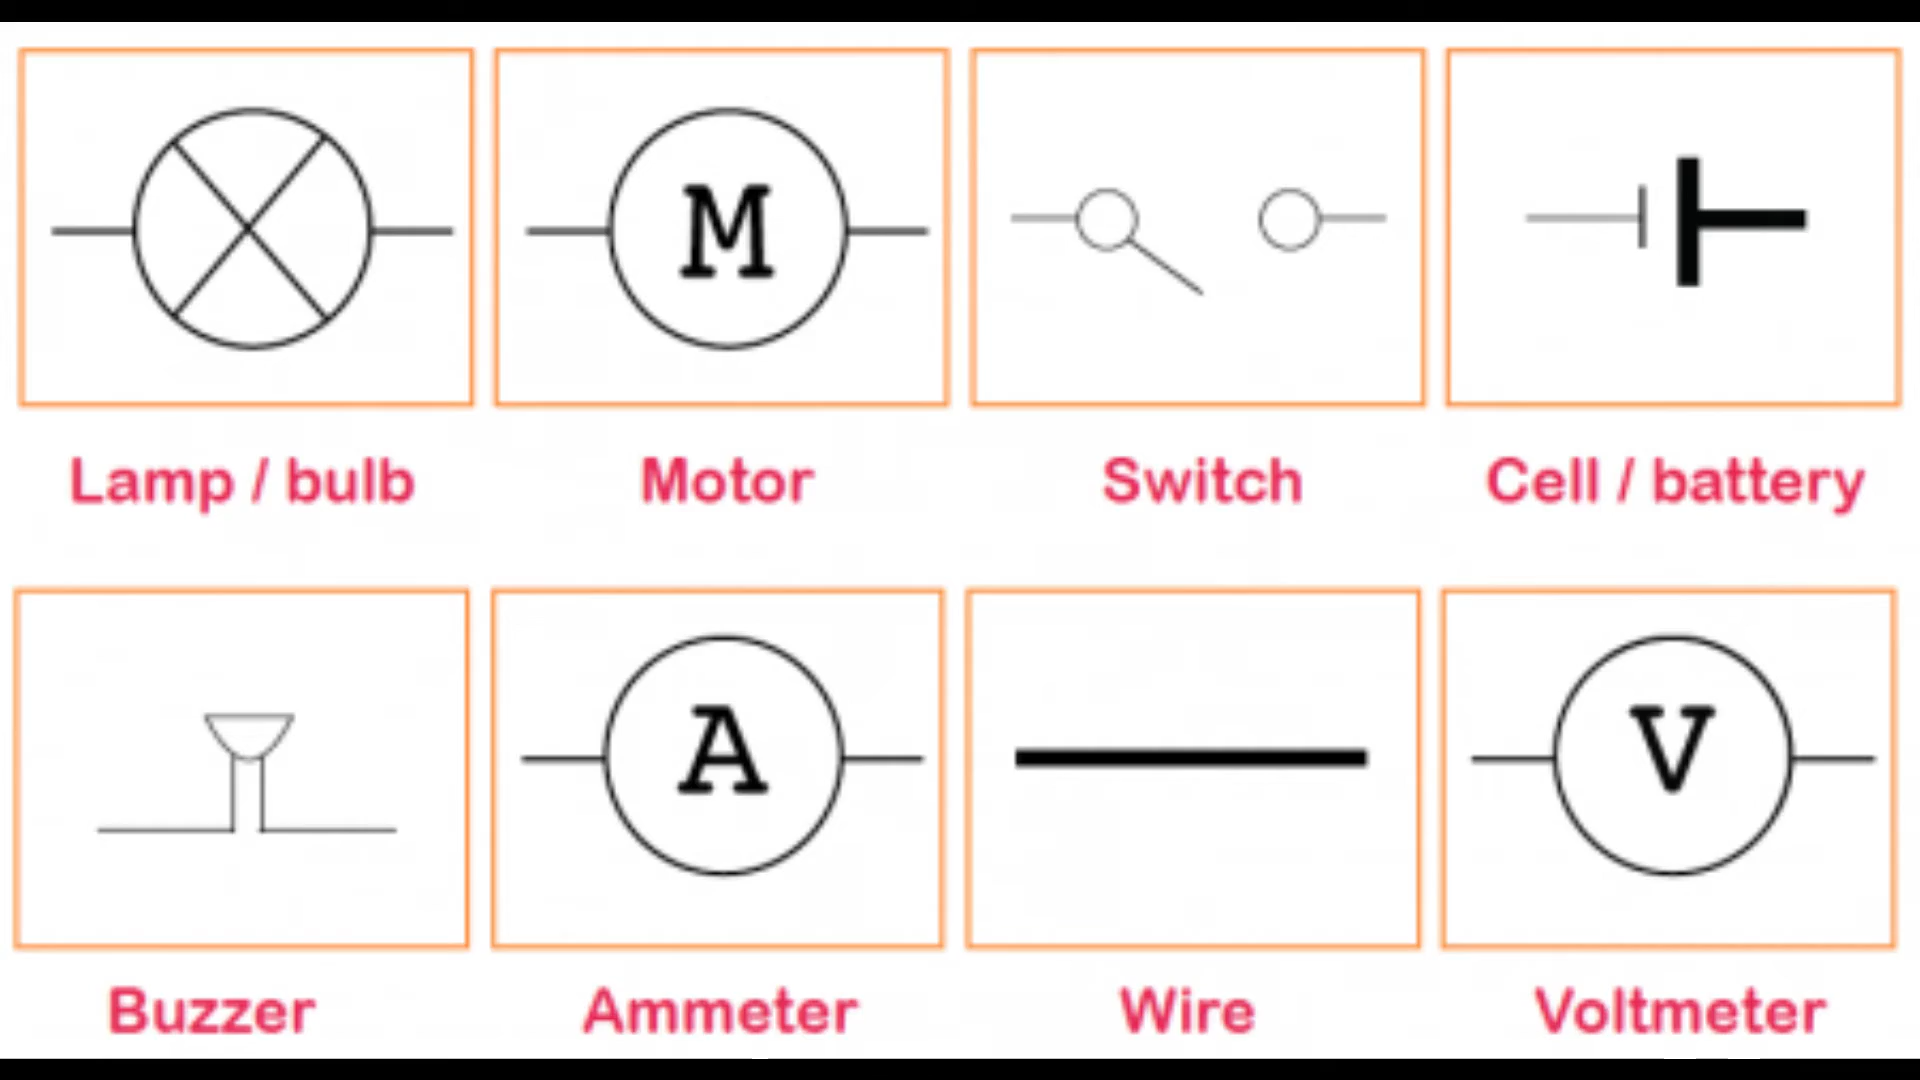 M
Lamp / bulb
Motor
Switch
Cell / battery
A
V
Buzzer
Ammeter
Wire
Voltmeter